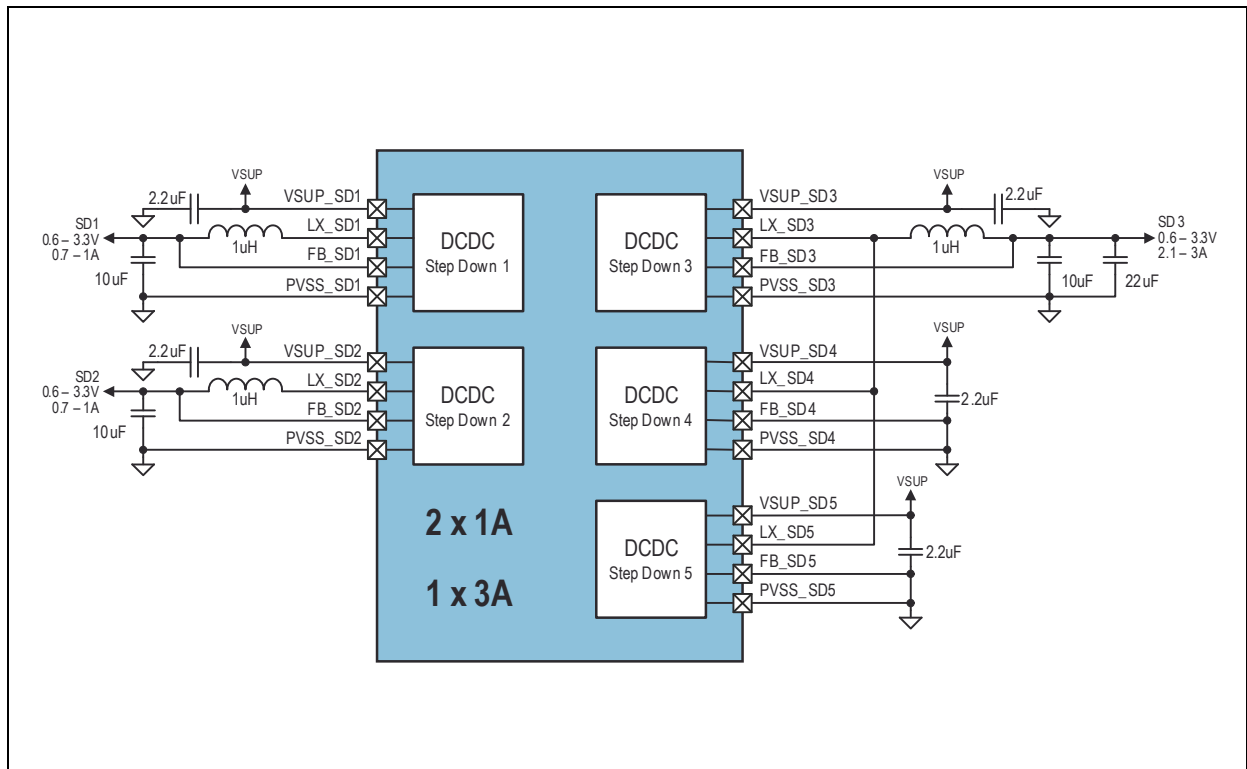 VSUP
2.2uF
VSUP_SD1
SD1
0.6 – 3.3V
0.7 – 1A
1uH
LX_SD1
FB_SD1
10uF
PVSS_SD1
DCDC
Step Down 1
VSUP
2.2uF
VSUP_SD2
SD2
0.6 – 3.3V
0.7 – 1A
1uH
LX_SD2
FB_SD2
10uF
PVSS_SD2
DCDC
Step Down 2
2 x 1A
1 x 3A
DCDC
Step Down 3
VSUP_SD3
LX_SD3
FB_SD3
PVSS_SD3
VSUP
2.2uF
1uH
SD3
0.6 – 3.3V
2.1 – 3A
10uF
22uF
DCDC
Step Down 4
VSUP_SD4
LX_SD4
FB_SD4
PVSS_SD4
VSUP
2.2uF
DCDC
Step Down 5
VSUP_SD5
LX_SD5
FB_SD5
PVSS_SD5
VSUP
2.2uF